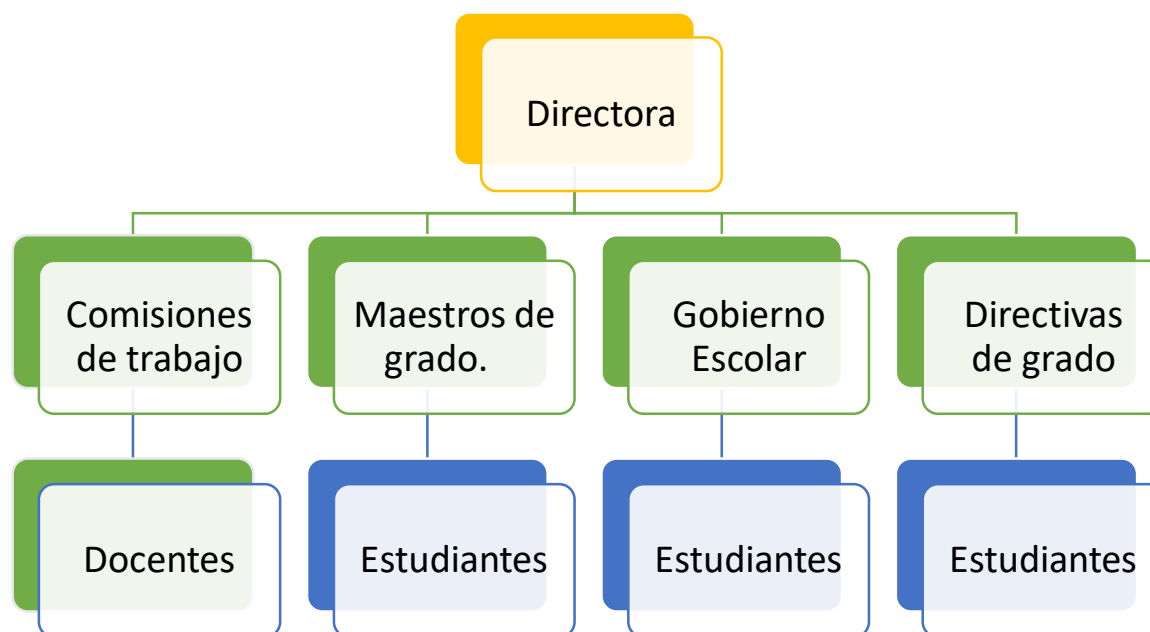 Directora
Comisiones
de trabajo
Maestros de
grado.
Gobierno
Escolar
Directivas
de grado
Docentes
Estudiantes
Estudiantes
Estudiantes